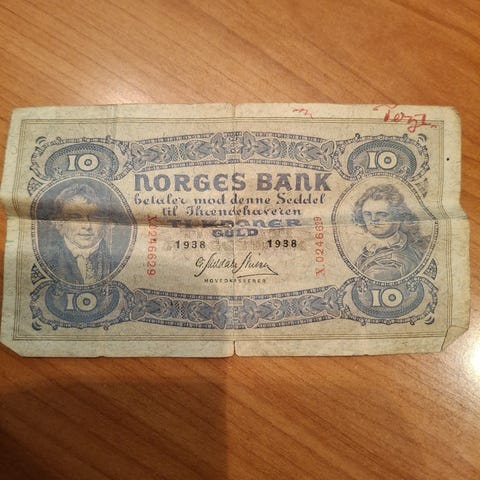 10 10
NORGES BANK
betaler mod denne Seddel
til Ihændehaveren
TI KRONER
GULD
1938 1938
HOVEDKASSERER
10 10
X.0246629
X.0246629